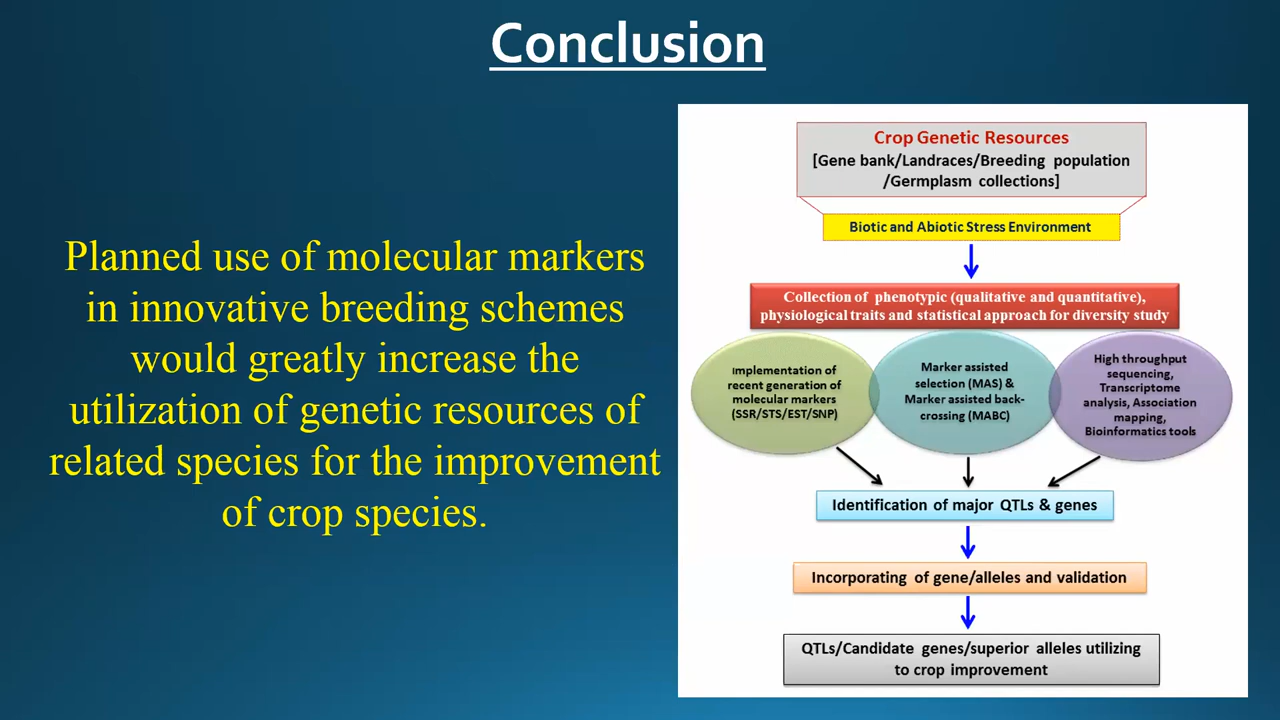 Conclusion
Planned use of molecular markers
in innovative breeding schemes
would greatly increase the
utilization of genetic resources of
related species for the improvement
of crop species.
Crop Genetic Resources
[Gene bank/Landraces/Breeding population
/Germplasm collections]
Biotic and Abiotic Stress Environment
Collection of phenotypic (qualitative and quantitative),
physiological traits and statistical approach for diversity study
Implementation of
recent generation of
molecular markers
(SSR/STS/EST/SNP)
Marker assisted
selection (MAS) &
Marker assisted back-
crossing (MABC)
High throughput
sequencing,
Transcriptome
analysis, Association
mapping,
Bioinformatics tools
Identification of major QTLs & genes
Incorporating of gene/alleles and validation
QTLs/Candidate genes/superior alleles utilizing
to crop improvement